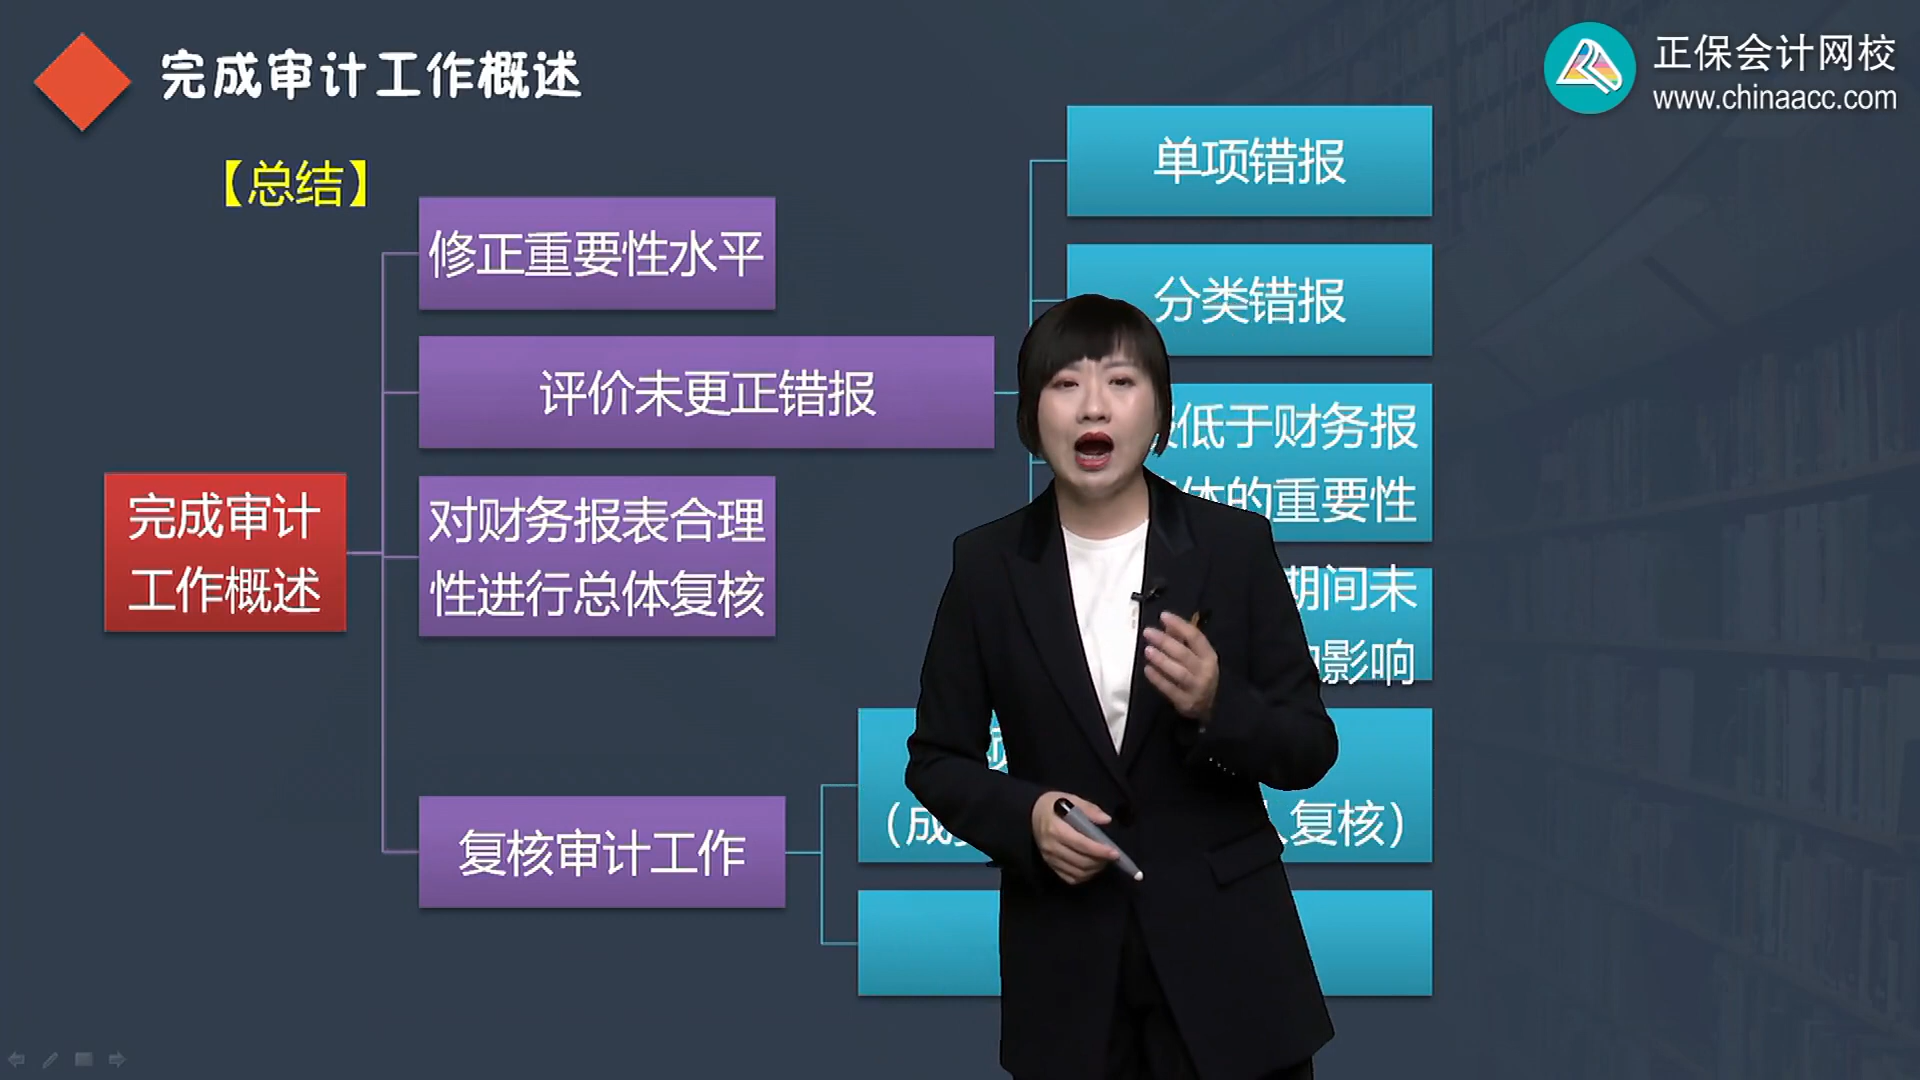 完成审计工作概述
正保会计网校
www.chinaacc.com
【总结】
完成审计
工作概述
修正重要性水平
评价未更正错报
对财务报表合理
性进行总体复核
复核审计工作
单项错报
分类错报
低于财务报
体的重要性
期间未
影响
（成
复核）